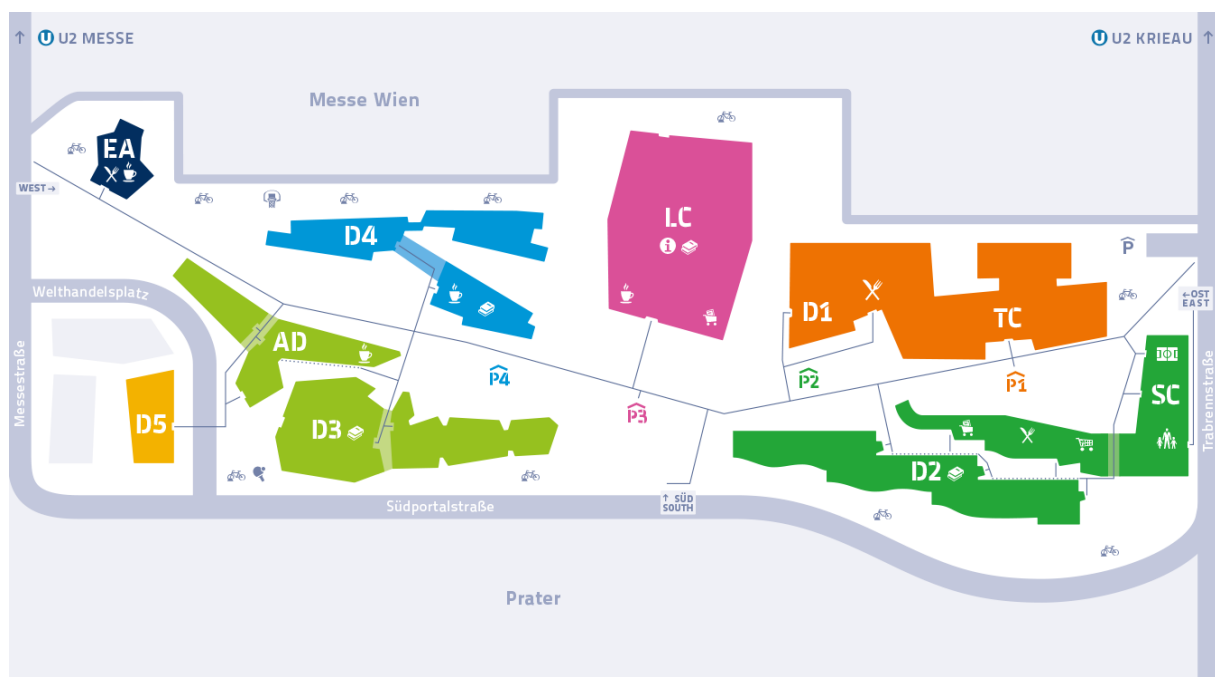 ↑ U U2 MESSE
U U2 KRIEAU ↑
Messe Wien
EA
WEST →
LC
i
D4
P
Welthandelsplatz
← OST
EAST
D1
TC
AD
P4
P2
P1
SC
Messestraße
D5
D3
P3
Trabrennstraße
D2
↑ SÜD
SOUTH
Südportalstraße
Prater